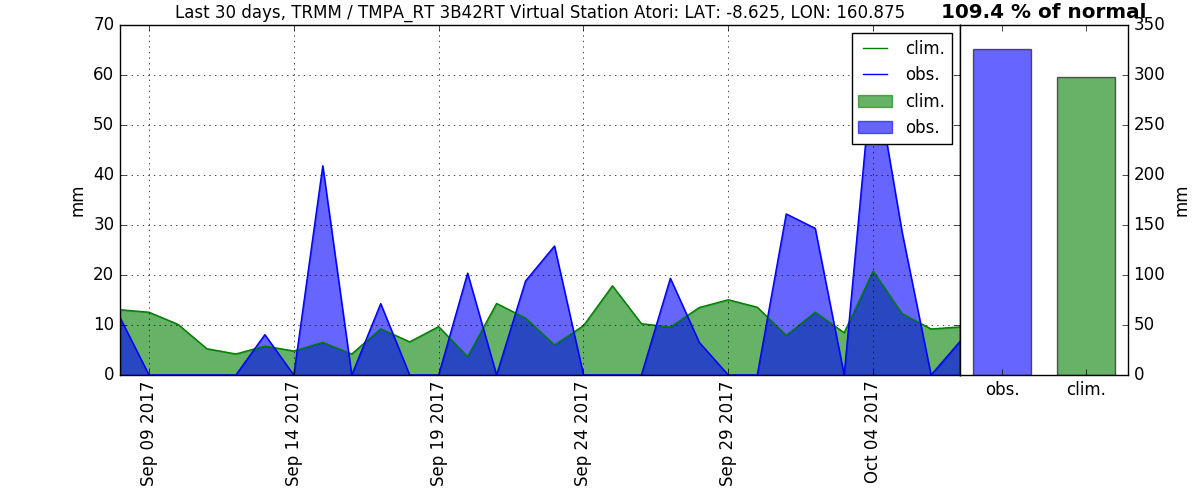 Last 30 days, TRMM / TMPA_RT 3B42RT Virtual Station Atori: LAT: -8.625, LON: 160.875
109.4 % of normal
70
60
50
40
30
20
10
0
mm
clim.
obs.
clim.
obs.
350
300
250
200
150
100
50
0
mm
obs.
clim.
Sep 09 2017
Sep 14 2017
Sep 19 2017
Sep 24 2017
Sep 29 2017
Oct 04 2017